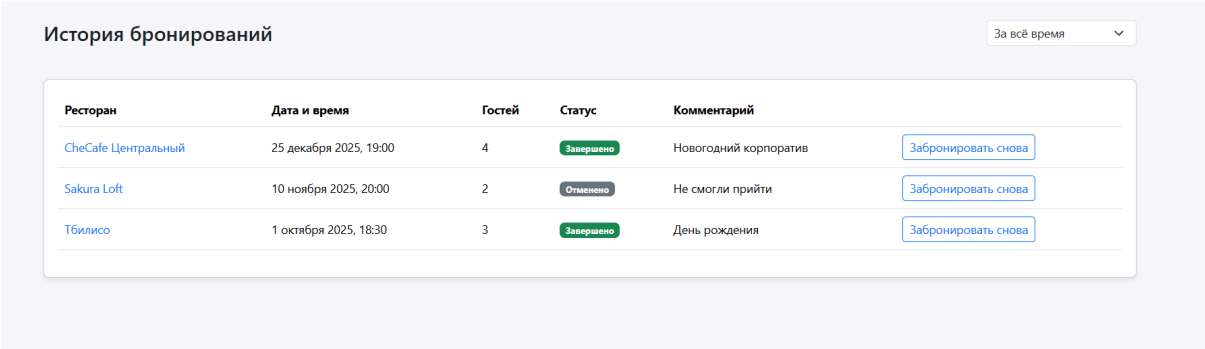 История бронирований
За всё время
Ресторан Дата и время Гостей Статус Комментарий
CheCafe Центральный 25 декабря 2025, 19:00 4 Завершено Новогодний корпоратив Забронировать снова
Sakura Loft 10 ноября 2025, 20:00 2 Отменено Не смогли прийти Забронировать снова
Тбилисо 1 октября 2025, 18:30 3 Завершено День рождения Забронировать снова